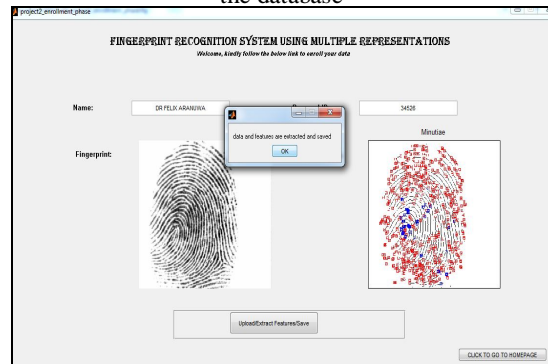 the database
project2_enrollment_phase
FINGERPRINT RECOGNITION SYSTEM USING MULTIPLE REPRESENTATIONS
Welcome, kindly follow the below link to enroll your data
Name:
DR FELIX ARANUWA
34526
data and features are extracted and saved
OK
Minutiae
Fingerprint:
Upload/Extract Features/Save
CLICK TO GO TO HOMEPAGE